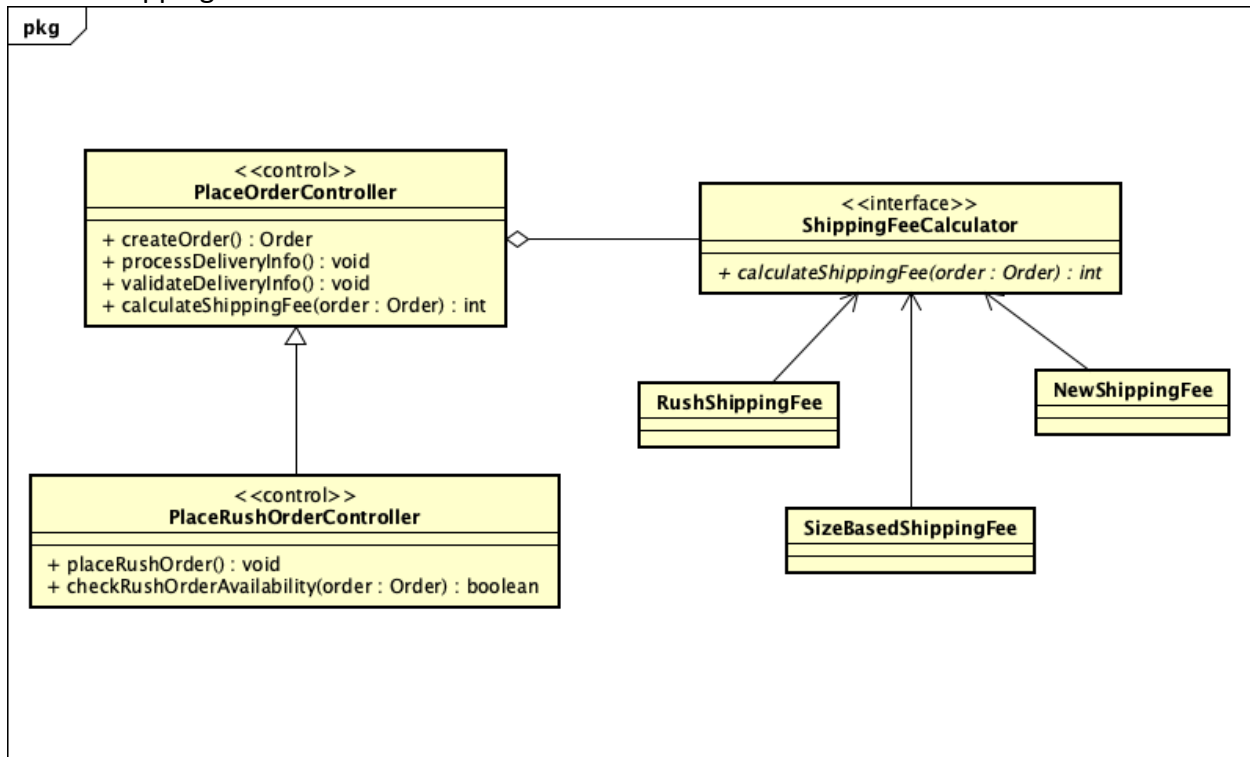 pkg
<<control>>
PlaceOrderController
+ createOrder() : Order
+ processDeliveryInfo() : void
+ validateDeliveryInfo() : void
+ calculateShippingFee(order : Order) : int
<<interface>>
ShippingFeeCalculator
+ calculateShippingFee(order : Order) : int
RushShippingFee
NewShippingFee
SizeBasedShippingFee
<<control>>
PlaceRushOrderController
+ placeRushOrder() : void
+ checkRushOrderAvailability(order : Order) : boolean